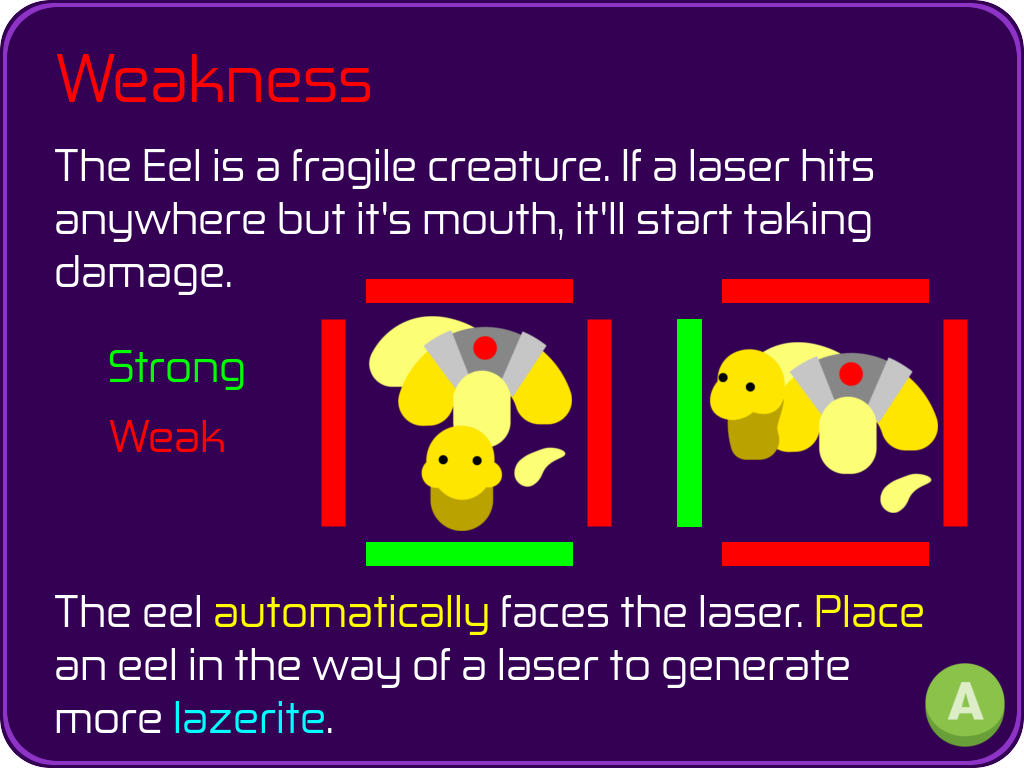 Weakness
The Eel is a fragile creature. If a laser hits
anywhere but it's mouth, it'll start taking
damage.
Strong
Weak
The eel automatically faces the laser. Place
an eel in the way of a laser to generate
more lazerite.
A